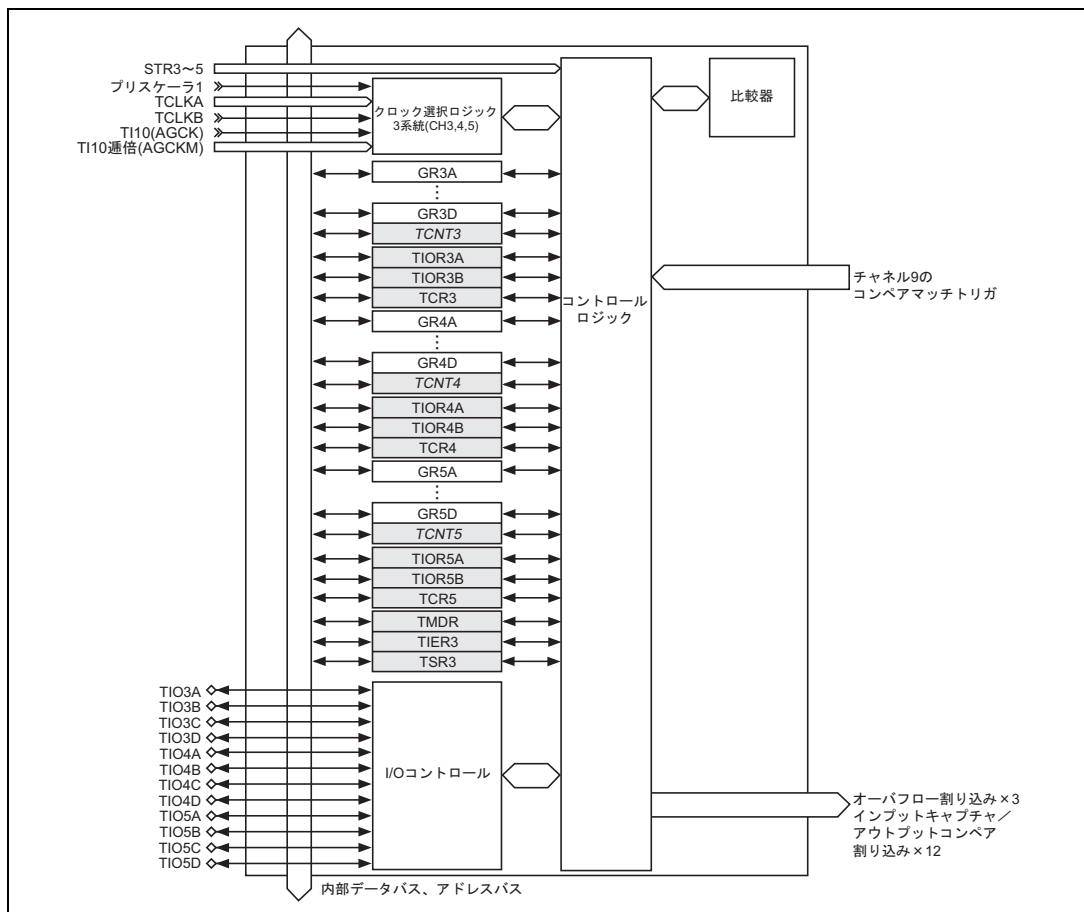 STR3～5
プリスケーラ1
TCLKA
TCLKB
TI10(AGCK)
TI10逓倍(AGCKM)
クロック選択ロジック
3系統(CH3,4,5)
比較器
GR3A
⋮
GR3D
TCNT3
TIOR3A
TIOR3B
TCR3
GR4A
⋮
GR4D
TCNT4
TIOR4A
TIOR4B
TCR4
GR5A
⋮
GR5D
TCNT5
TIOR5A
TIOR5B
TCR5
TMDR
TIER3
TSR3
コントロール
ロジック
チャネル9の
コンペアマッチトリガ
TIO3A
TIO3B
TIO3C
TIO3D
TIO4A
TIO4B
TIO4C
TIO4D
TIO5A
TIO5B
TIO5C
TIO5D
I/Oコントロール
オーバフロー割り込み×3
インプットキャプチャ／
アウトプットコンペア
割り込み×12
内部データバス、アドレスバス